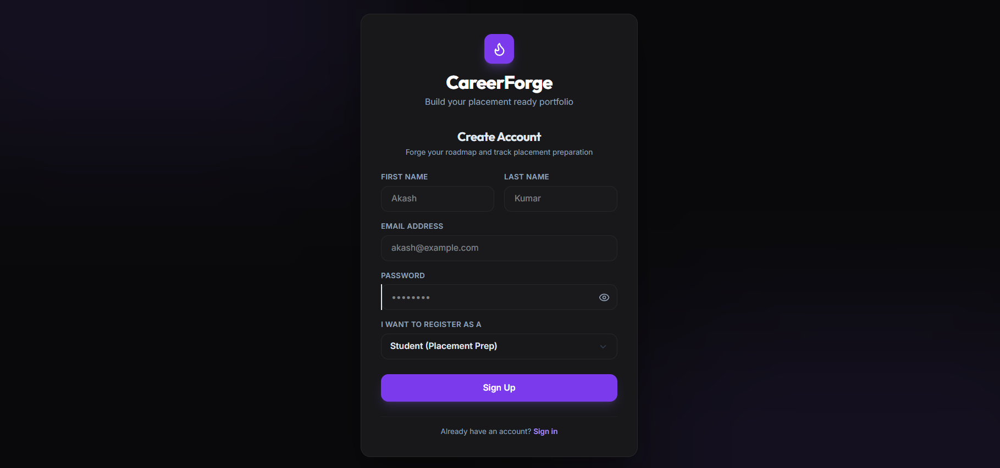 CareerForge
Build your placement ready portfolio
Create Account
Forge your roadmap and track placement preparation
FIRST NAME
LAST NAME
Akash
Kumar
EMAIL ADDRESS
akash@example.com
PASSWORD
••••••••
I WANT TO REGISTER AS A
Student (Placement Prep)
Sign Up
Already have an account? Sign in